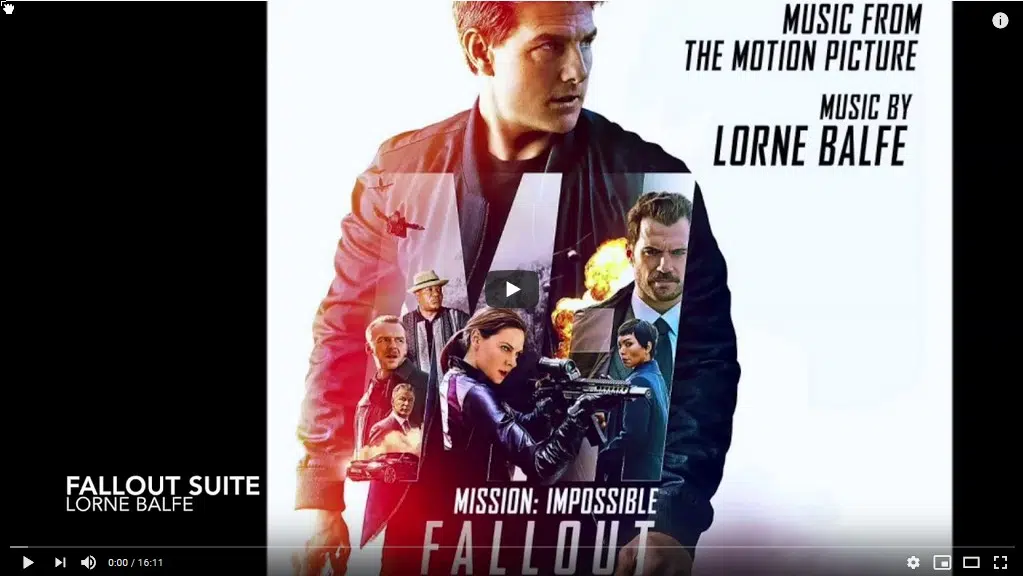 MUSIC FROM
THE MOTION PICTURE
MUSIC BY
LORNE BALFE
FALLOUT SUITE
LORNE BALFE
MISSION: IMPOSSIBLE
FALLOUT
0:00 / 16:11